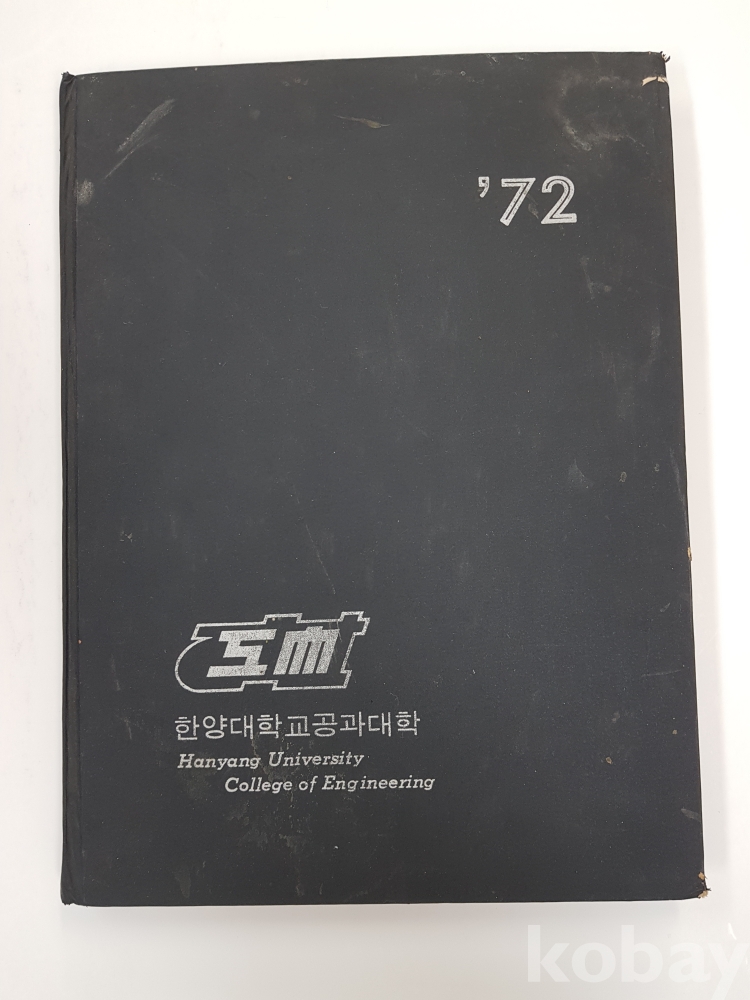 '72
한양대학교공과대학
Hanyang University
College of Engineering
kobay